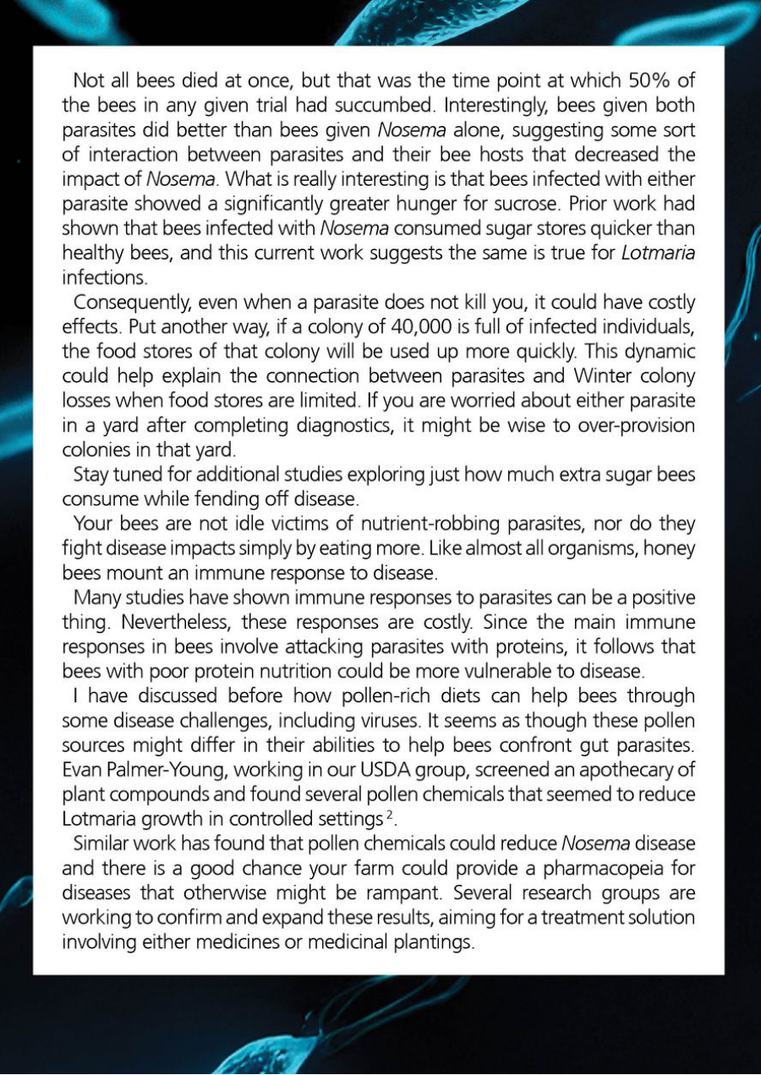 Not all bees died at once, but that was the time point at which 50% of
the bees in any given trial had succumbed. Interestingly, bees given both
parasites did better than bees given Nosema alone, suggesting some sort
of interaction between parasites and their bee hosts that decreased the
impact of Nosema. What is really interesting is that bees infected with either
parasite showed a significantly greater hunger for sucrose. Prior work had
shown that bees infected with Nosema consumed sugar stores quicker than
healthy bees, and this current work suggests the same is true for Lotmaria
infections.
Consequently, even when a parasite does not kill you, it could have costly
effects. Put another way, if a colony of 40,000 is full of infected individuals,
the food stores of that colony will be used up more quickly. This dynamic
could help explain the connection between parasites and Winter colony
losses when food stores are limited. If you are worried about either parasite
in a yard after completing diagnostics, it might be wise to over-provision
colonies in that yard.
Stay tuned for additional studies exploring just how much extra sugar bees
consume while fending off disease.
Your bees are not idle victims of nutrient-robbing parasites, nor do they
fight disease impacts simply by eating more. Like almost all organisms, honey
bees mount an immune response to disease.
Many studies have shown immune responses to parasites can be a positive
thing. Nevertheless, these responses are costly. Since the main immune
responses in bees involve attacking parasites with proteins, it follows that
bees with poor protein nutrition could be more vulnerable to disease.
I have discussed before how pollen-rich diets can help bees through
some disease challenges, including viruses. It seems as though these pollen
sources might differ in their abilities to help bees confront gut parasites.
Evan Palmer-Young, working in our USDA group, screened an apothecary of
plant compounds and found several pollen chemicals that seemed to reduce
Lotmaria growth in controlled settings ².
Similar work has found that pollen chemicals could reduce Nosema disease
and there is a good chance your farm could provide a pharmacopeia for
diseases that otherwise might be rampant. Several research groups are
working to confirm and expand these results, aiming for a treatment solution
involving either medicines or medicinal plantings.